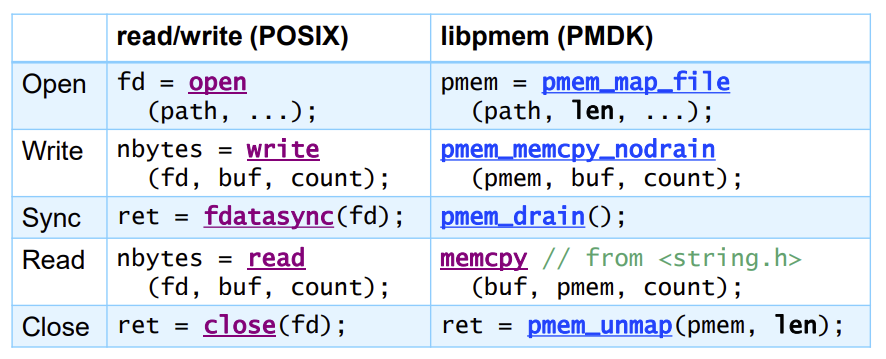 read/write (POSIX) libpmem (PMDK)
Open fd = open pmem = pmem_map_file
(path, ...); (path, len, ...);
Write nbytes = write pmem_memcpy_nodrain
(fd, buf, count); (pmem, buf, count);
Sync ret = fdatasync(fd); pmem_drain();
Read nbytes = read memcpy // from <string.h>
(fd, buf, count); (buf, pmem, count);
Close ret = close(fd); ret = pmem_unmap(pmem, len);